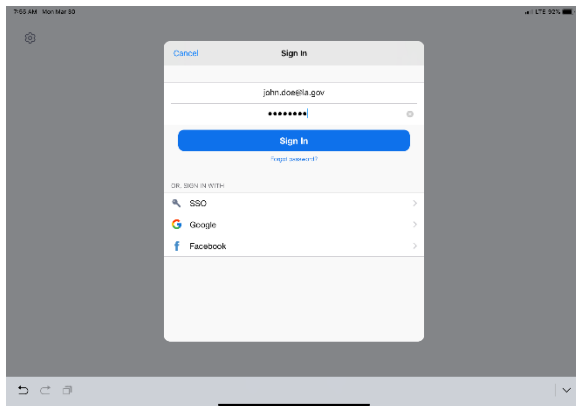 7:55 AM Mon Mar 30
LTE 92%
Cancel
Sign In
john.doe@la.gov
Sign In
Forgot password?
OR, SIGN IN WITH
SSO
Google
Facebook